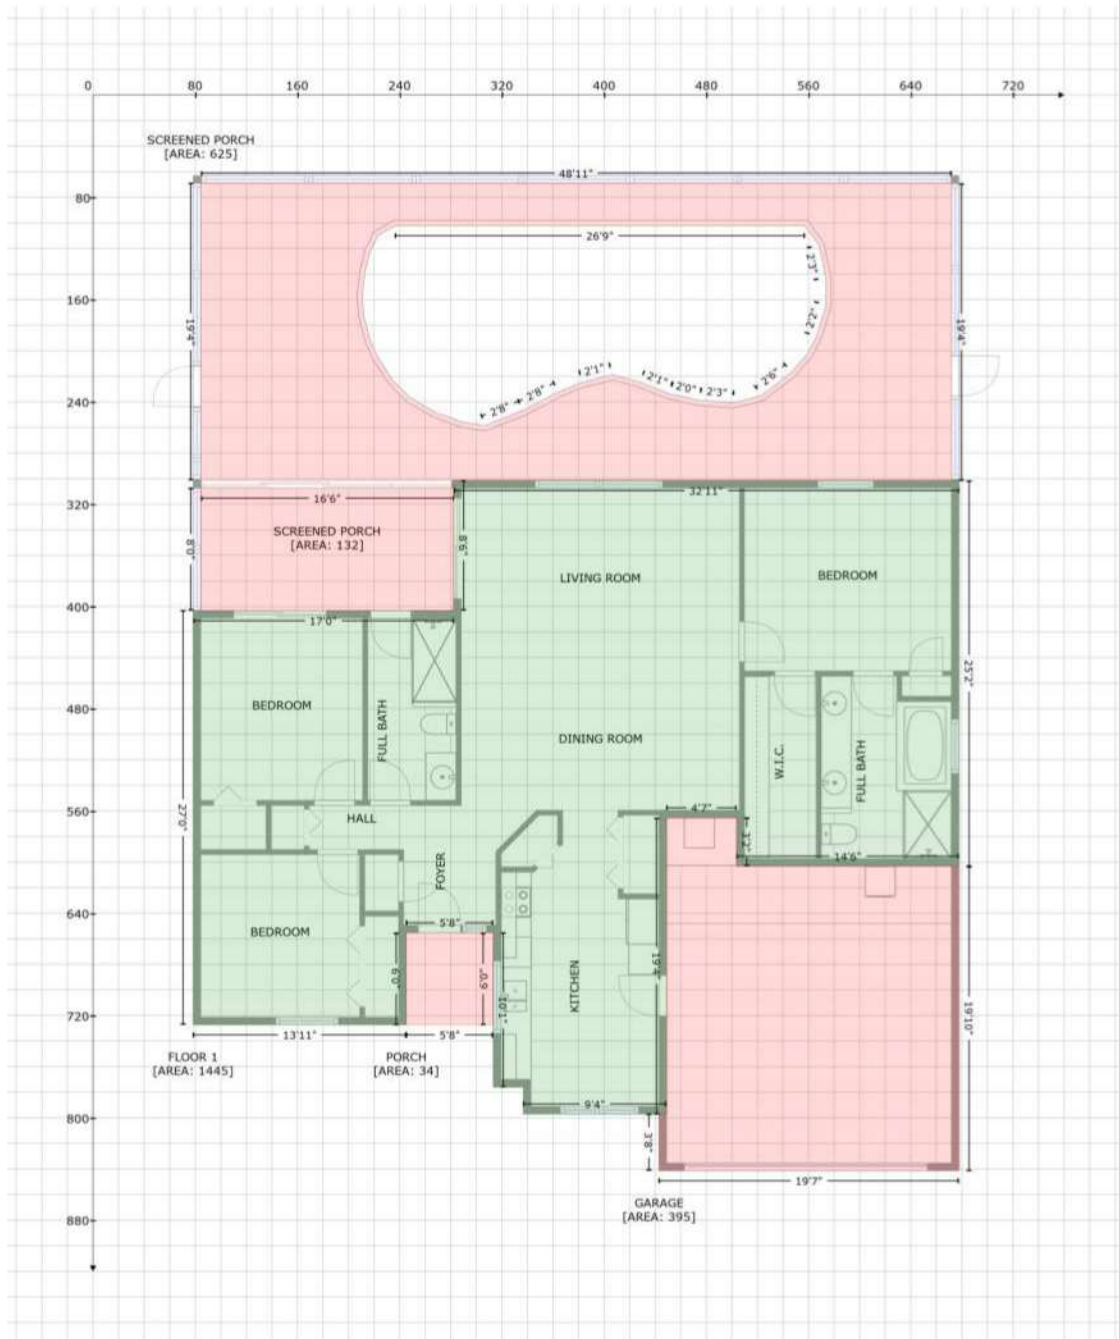 0 80 160 240 320 400 480 560 640 720
SCREENED PORCH
[AREA: 625]
48'11"
80
26'9"
2'3"
160
2'2"
19'4"
19'4"
2'1"
2'1"
2'0"
2'3"
2'6"
2'8"
2'8"
240
320
16'6"
32'11"
SCREENED PORCH
[AREA: 132]
8'0"
8'6"
LIVING ROOM
BEDROOM
400
17'0"
25'2"
BEDROOM
FULL BATH
480
DINING ROOM
W.I.C.
FULL BATH
560
4'7"
27'0"
HALL
3'2"
14'6"
FOYER
640
5'8"
BEDROOM
6'0"
6'0"
10'1"
KITCHEN
19'4"
720
13'11"
5'8"
19'10"
FLOOR 1
[AREA: 1445]
PORCH
[AREA: 34]
9'4"
800
3'8"
19'7"
GARAGE
[AREA: 395]
880